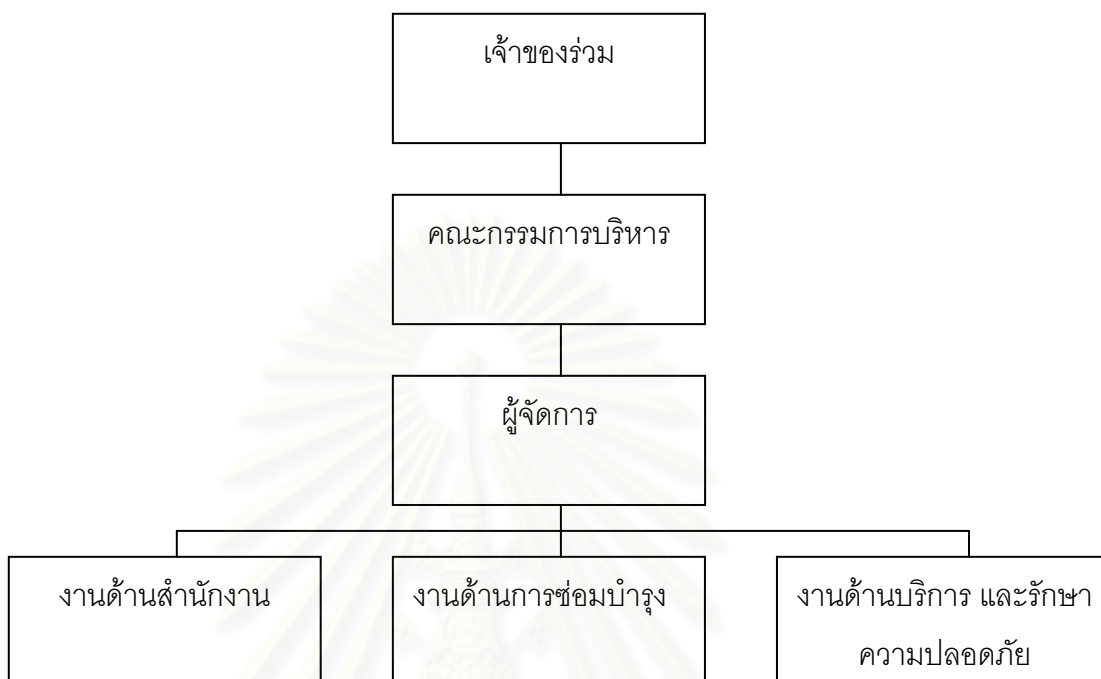 เจ้าของร่วม
คณะกรรมการบริหาร
ผู้จัดการ
งานด้านสำนักงาน
งานด้านการซ่อมบำรุง
งานด้านบริการ และรักษา
ความปลอดภัย